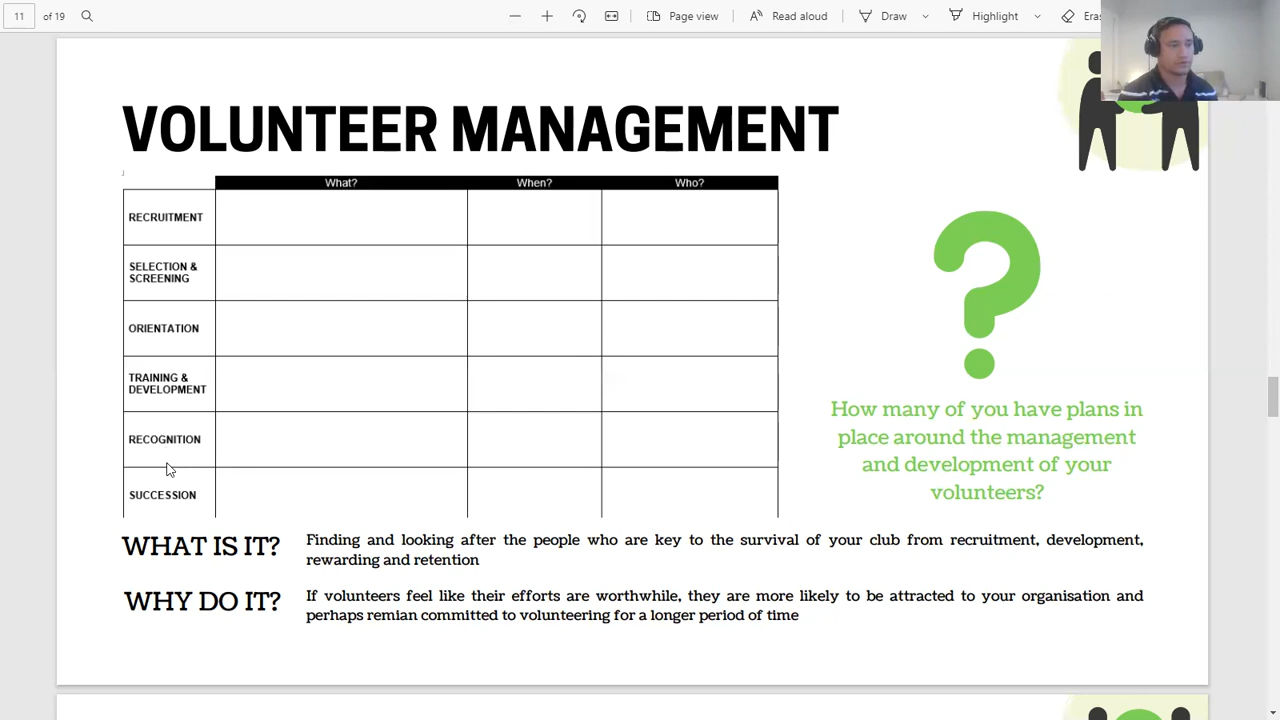 11 of 19 Page view Read aloud Draw Highlight
VOLUNTEER MANAGEMENT
What? When? Who?
RECRUITMENT
SELECTION &
SCREENING
ORIENTATION
TRAINING &
DEVELOPMENT
RECOGNITION
SUCCESSION
How many of you have plans in
place around the management
and development of your
volunteers?
WHAT IS IT?
Finding and looking after the people who are key to the survival of your club from recruitment, development,
rewarding and retention
WHY DO IT?
If volunteers feel like their efforts are worthwhile, they are more likely to be attracted to your organisation and
perhaps remian committed to volunteering for a longer period of time